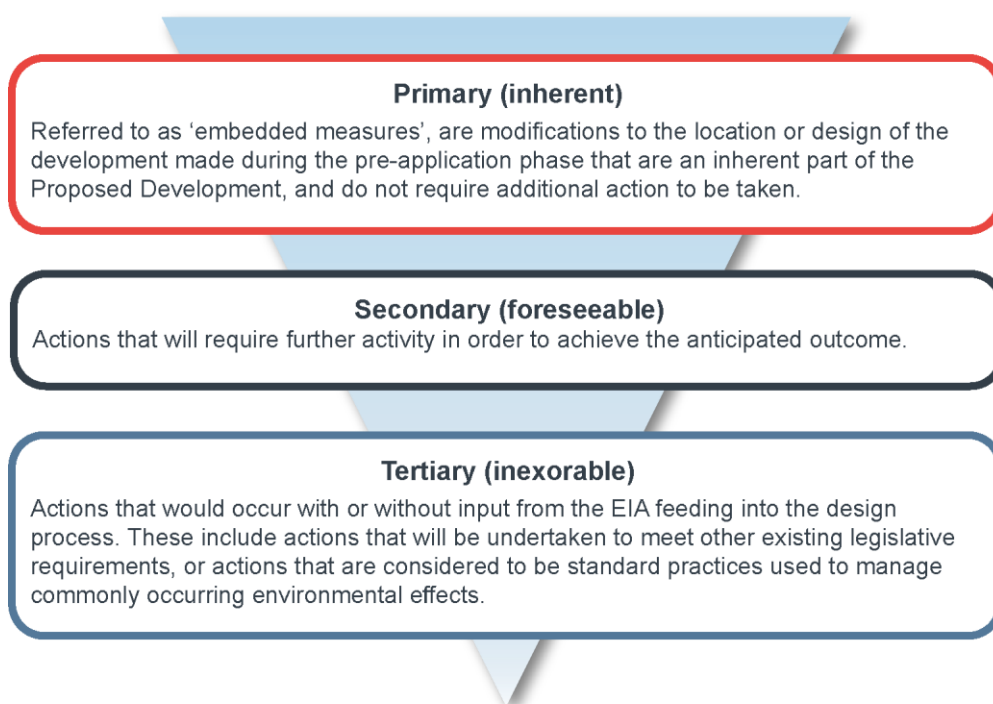 Primary (inherent)
Referred to as ‘embedded measures’, are modifications to the location or design of the
development made during the pre-application phase that are an inherent part of the
Proposed Development, and do not require additional action to be taken.
Secondary (foreseeable)
Actions that will require further activity in order to achieve the anticipated outcome.
Tertiary (inexorable)
Actions that would occur with or without input from the EIA feeding into the design
process. These include actions that will be undertaken to meet other existing legislative
requirements, or actions that are considered to be standard practices used to manage
commonly occurring environmental effects.